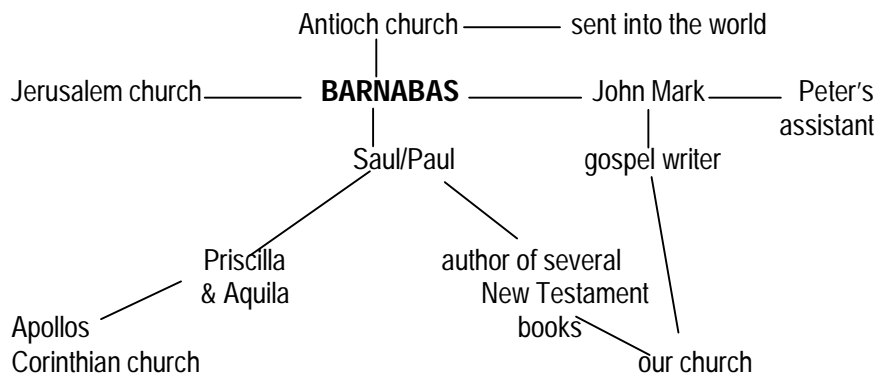 Antioch church sent into the world
Jerusalem church BARNABAS John Mark Peter's
assistant
Saul/Paul gospel writer
Priscilla author of several
& Aquila New Testament
Apollos books
Corinthian church our church